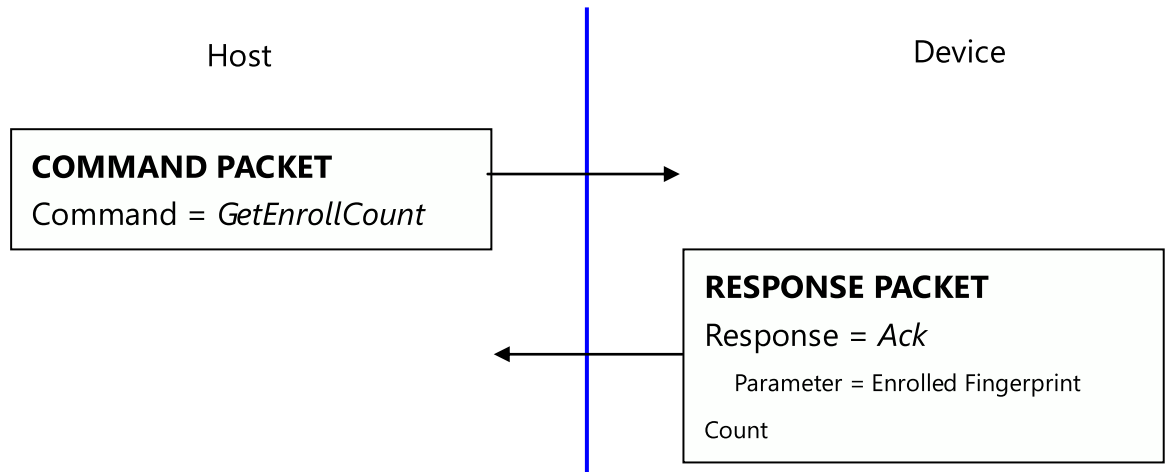 Host
Device
COMMAND PACKET
Command = GetEnrollCount
RESPONSE PACKET
Response = Ack
Parameter = Enrolled Fingerprint
Count